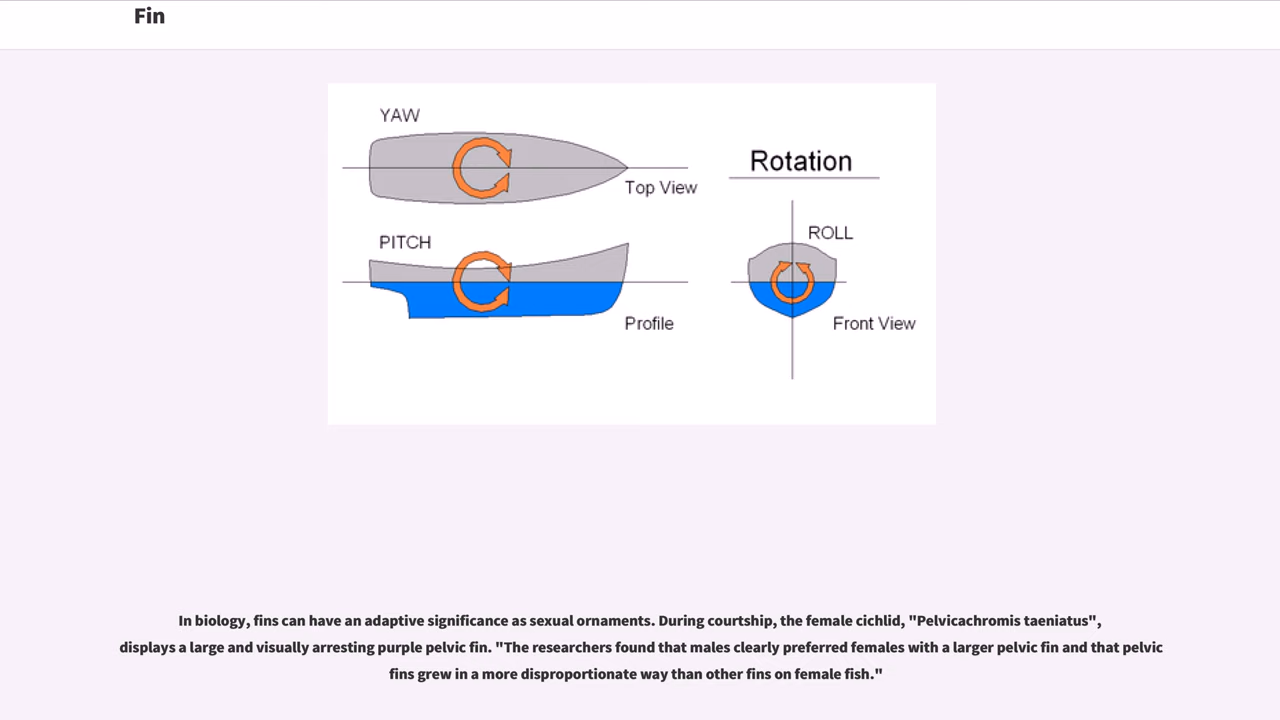 Fin
YAW
Top View
Rotation
PITCH
ROLL
Profile
Front View
In biology, fins can have an adaptive significance as sexual ornaments. During courtship, the female cichlid, "Pelvicachromis taeniatus",
displays a large and visually arresting purple pelvic fin. "The researchers found that males clearly preferred females with a larger pelvic fin and that pelvic
fins grew in a more disproportionate way than other fins on female fish."